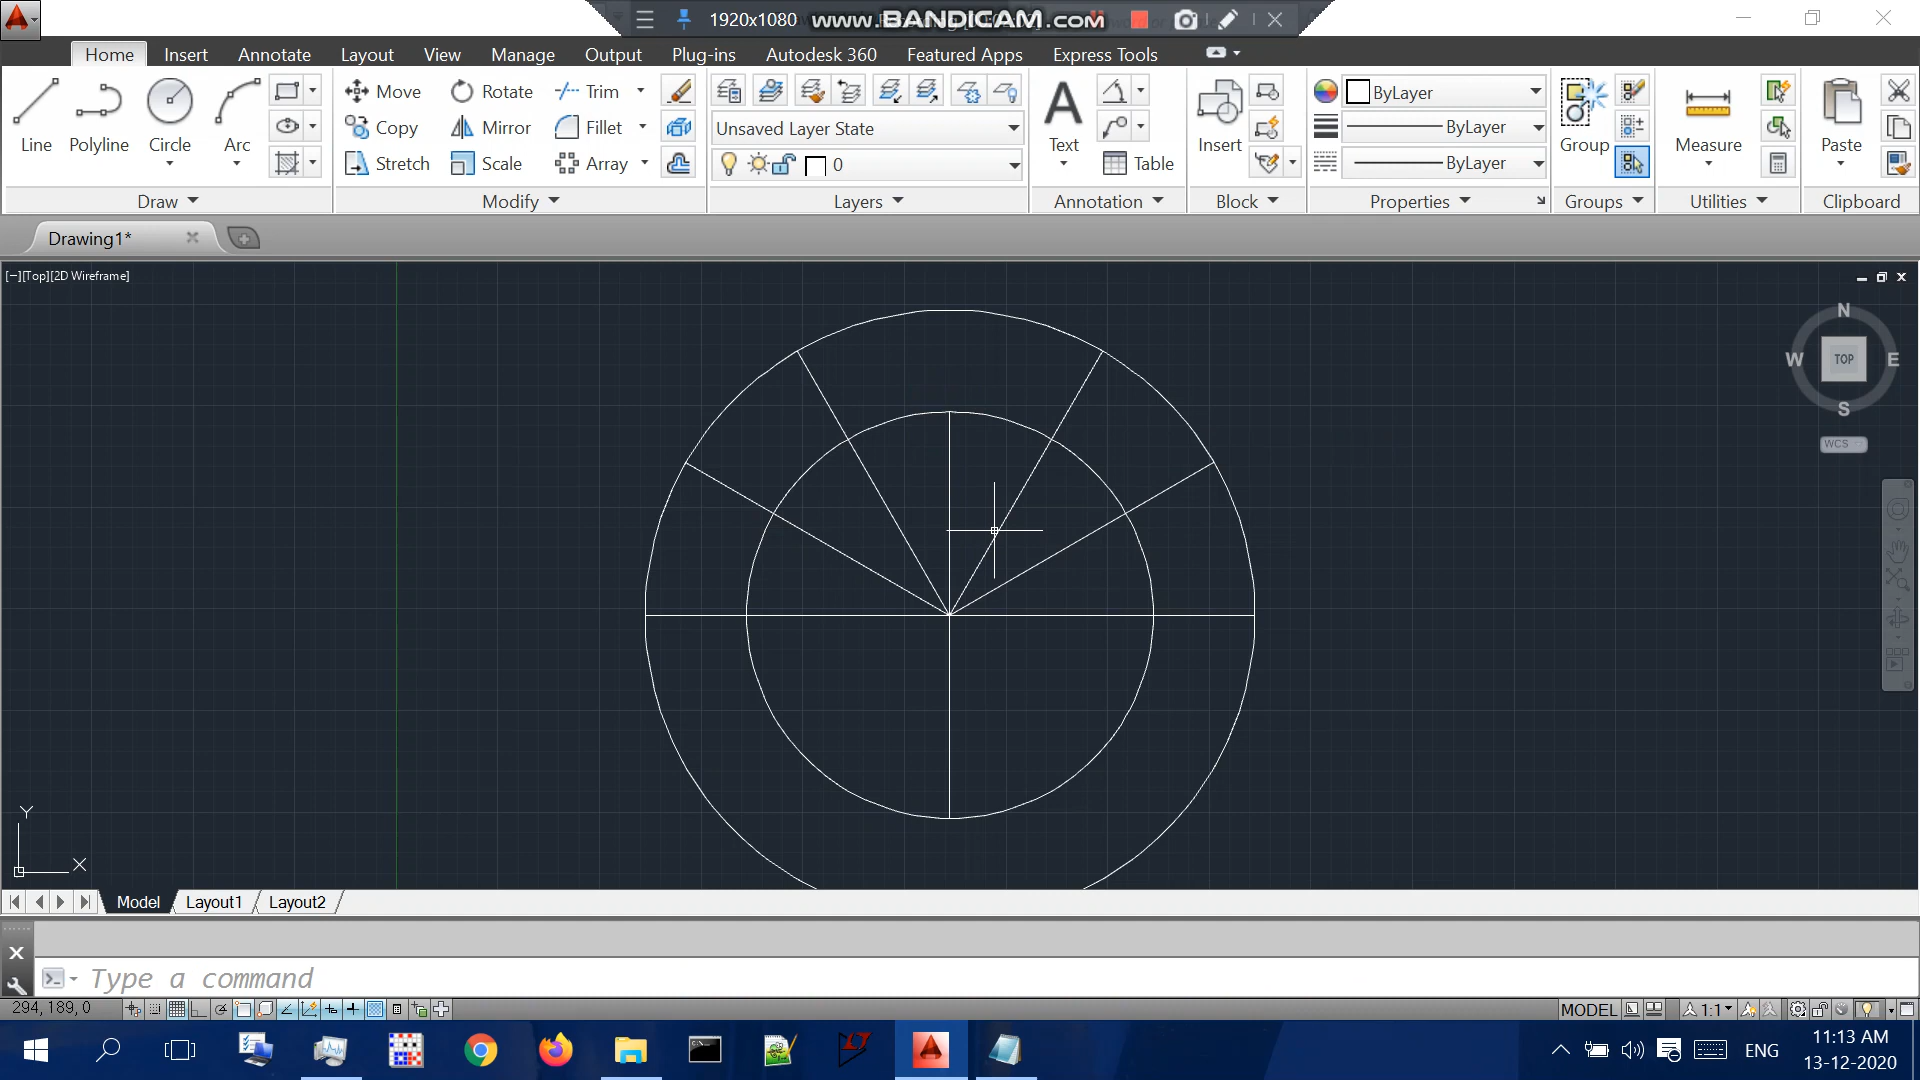 1920x1080 www.BANDICAM.com
Home Insert Annotate Layout View Manage Output Plug-ins Autodesk 360 Featured Apps Express Tools
Line Polyline Circle Arc
Move Rotate Trim
Copy Mirror Fillet
Stretch Scale Array
Unsaved Layer State
0
Text Table
Insert
ByLayer
ByLayer
ByLayer
Group Measure Paste
Draw Modify Layers Annotation Block Properties Groups Utilities Clipboard
Drawing1*
[−][Top][2D Wireframe]
N
W TOP E
S
WCS
Y
X
Model Layout1 Layout2
Type a command
294, 189, 0 MODEL 1:1
ENG 11:13 AM
13-12-2020